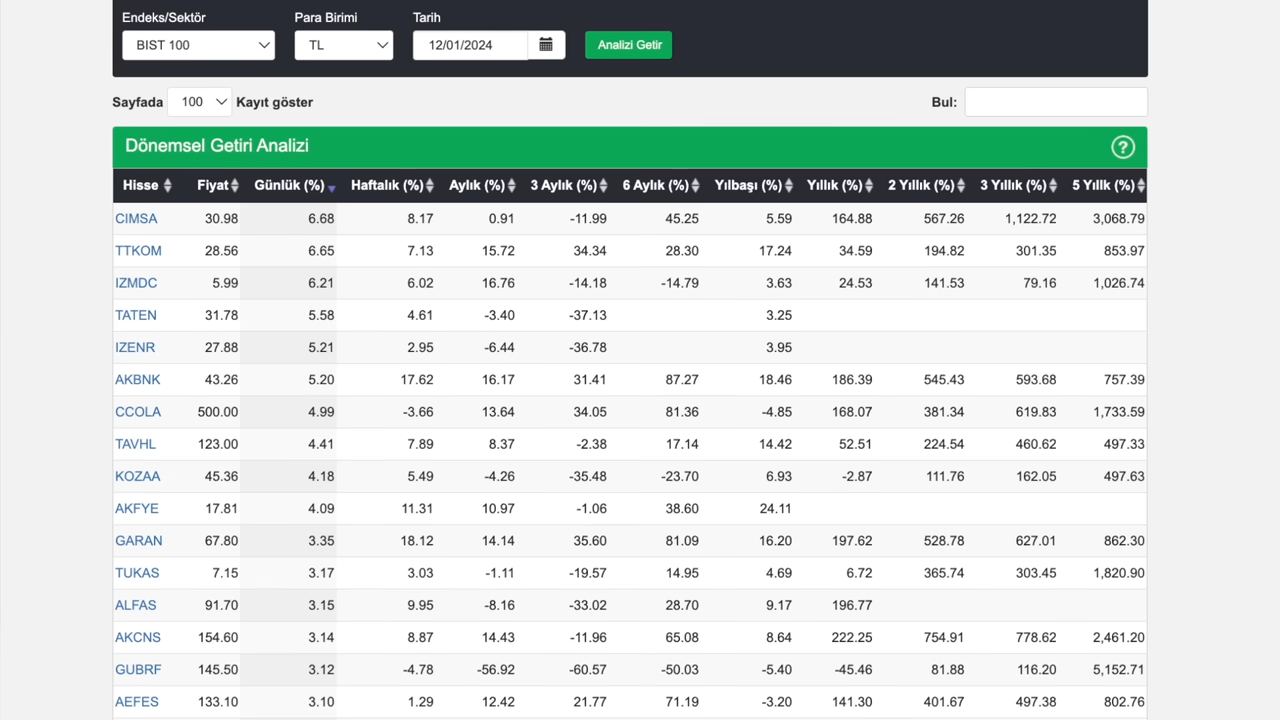 Endeks/Sektör Para Birimi Tarih
BIST 100 TL 12/01/2024 Analizi Getir
Sayfada 100 Kayıt göster Bul:
Dönemsel Getiri Analizi ?
Hisse Fiyat Günlük (%) Haftalık (%) Aylık (%) 3 Aylık (%) 6 Aylık (%) Yılbaşı (%) Yıllık (%) 2 Yıllık (%) 3 Yıllık (%) 5 Yıllık (%)
CIMSA 30.98 6.68 8.17 0.91 -11.99 45.25 5.59 164.88 567.26 1,122.72 3,068.79
TTKOM 28.56 6.65 7.13 15.72 34.34 28.30 17.24 34.59 194.82 301.35 853.97
IZMDC 5.99 6.21 6.02 16.76 -14.18 -14.79 3.63 24.53 141.53 79.16 1,026.74
TATEN 31.78 5.58 4.61 -3.40 -37.13 3.25
IZENR 27.88 5.21 2.95 -6.44 -36.78 3.95
AKBNK 43.26 5.20 17.62 16.17 31.41 87.27 18.46 186.39 545.43 593.68 757.39
CCOLA 500.00 4.99 -3.66 13.64 34.05 81.36 -4.85 168.07 381.34 619.83 1,733.59
TAVHL 123.00 4.41 7.89 8.37 -2.38 17.14 14.42 52.51 224.54 460.62 497.33
KOZAA 45.36 4.18 5.49 -4.26 -35.48 -23.70 6.93 -2.87 111.76 162.05 497.63
AKFYE 17.81 4.09 11.31 10.97 -1.06 38.60 24.11
GARAN 67.80 3.35 18.12 14.14 35.60 81.09 16.20 197.62 528.78 627.01 862.30
TUKAS 7.15 3.17 3.03 -1.11 -19.57 14.95 4.69 6.72 365.74 303.45 1,820.90
ALFAS 91.70 3.15 9.95 -8.16 -33.02 28.70 9.17 196.77
AKCNS 154.60 3.14 8.87 14.43 -11.96 65.08 8.64 222.25 754.91 778.62 2,461.20
GUBRF 145.50 3.12 -4.78 -56.92 -60.57 -50.03 -5.40 -45.46 81.88 116.20 5,152.71
AEFES 133.10 3.10 1.29 12.42 21.77 71.19 -3.20 141.30 401.67 497.38 802.76